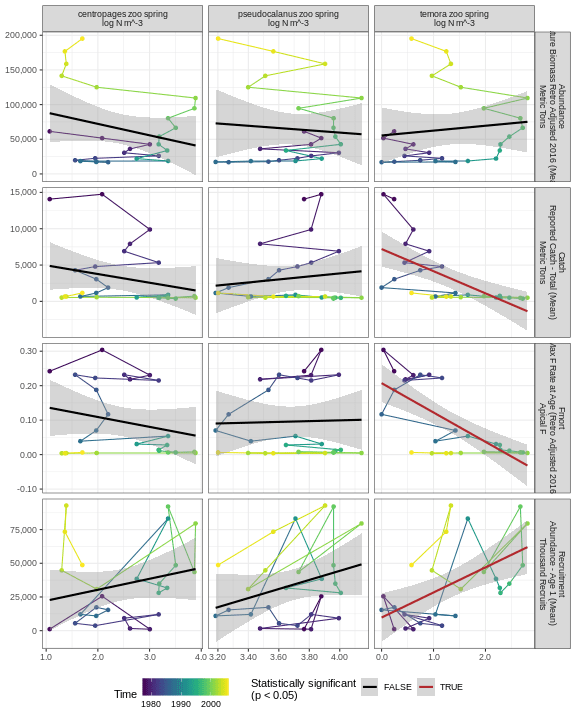 centropages zoo spring
log N m^-3
pseudocalanus zoo spring
log N m^-3
temora zoo spring
log N m^-3
200,000
150,000
100,000
50,000
0
Abundance
Biomass Retro Adjusted 2016
Metric Tons
15,000
10,000
5,000
0
Catch
Reported Catch - Total (Mean)
Metric Tons
0.30
0.20
0.10
0.00
-0.10
Fmort
F Rate at Age (Retro Adjusted 2016
Apical F
75,000
50,000
25,000
0
Recruitment
Abundance - Age 1 (Mean)
Thousand Recruits
1.0 2.0 3.0 4.0
3.20 3.40 3.60 3.80 4.00
0.0 1.0 2.0
Time
1980 1990 2000
Statistically significant
(p < 0.05)
FALSE
TRUE